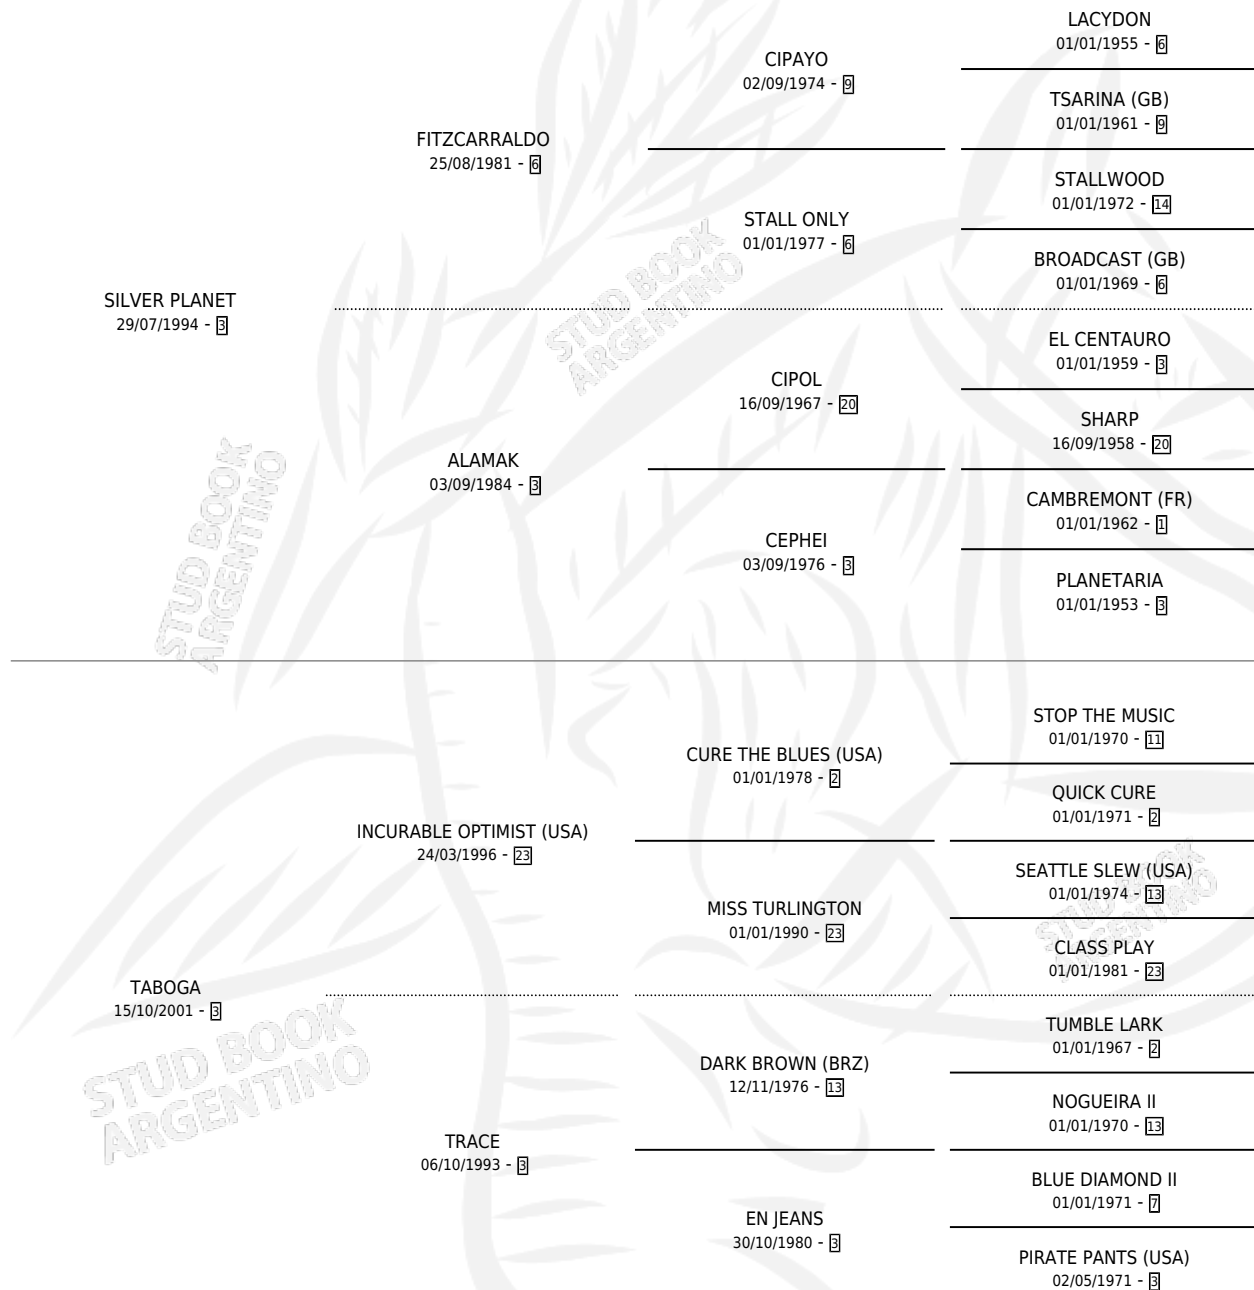 LACYDON
01/01/1955 - 6
CIPAYO
02/09/1974 - 9
TSARINA (GB)
01/01/1961 - 9
FITZCARRALDO
25/08/1981 - 6
STALLWOOD
01/01/1972 - 14
STALL ONLY
01/01/1977 - 6
BROADCAST (GB)
01/01/1969 - 6
SILVER PLANET
29/07/1994 - 3
EL CENTAURO
01/01/1959 - 3
CIPOL
16/09/1967 - 20
SHARP
16/09/1958 - 20
ALAMAK
03/09/1984 - 3
CAMBREMONT (FR)
01/01/1962 - 1
CEPHEI
03/09/1976 - 3
PLANETARIA
01/01/1953 - 3
STOP THE MUSIC
01/01/1970 - 11
CURE THE BLUES (USA)
01/01/1978 - 2
QUICK CURE
01/01/1971 - 2
INCURABLE OPTIMIST (USA)
24/03/1996 - 23
SEATTLE SLEW (USA)
01/01/1974 - 13
MISS TURLINGTON
01/01/1990 - 23
CLASS PLAY
01/01/1981 - 23
TABOGA
15/10/2001 - 3
TUMBLE LARK
01/01/1967 - 2
DARK BROWN (BRZ)
12/11/1976 - 13
NOGUEIRA II
01/01/1970 - 13
TRACE
06/10/1993 - 3
BLUE DIAMOND II
01/01/1971 - 7
EN JEANS
30/10/1980 - 3
PIRATE PANTS (USA)
02/05/1971 - 3
STUD BOOK
ARGENTINO
STUD BOOK
ARGENTINO
STUD BOOK
ARGENTINO
STUD BOOK
ARGENTINO